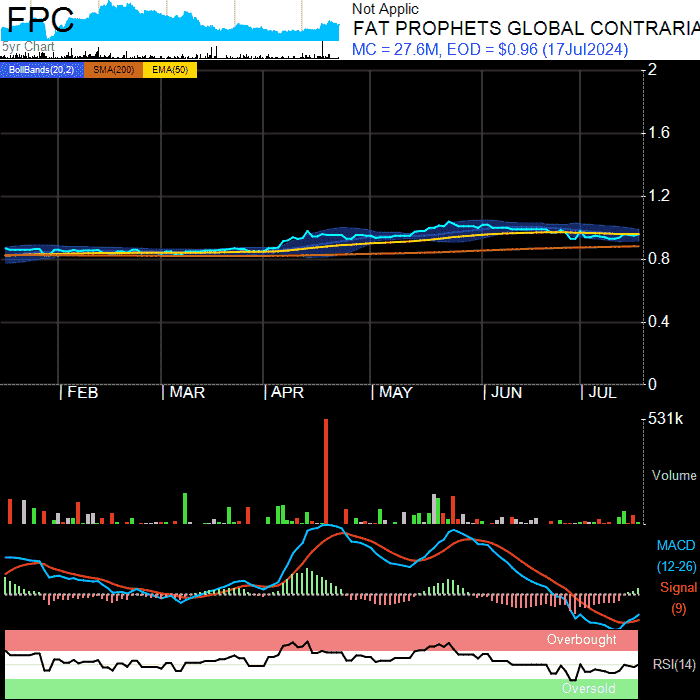 FPC
5yr Chart
Not Applic
FAT PROPHETS GLOBAL CONTRARIA
MC = 27.6M, EOD = $0.96 (17Jul2024)
BollBands(20,2) SMA(200) EMA(50)
2
1.6
1.2
0.8
0.4
0
FEB MAR APR MAY JUN JUL
531k
Volume
MACD
(12-26)
Signal
(9)
Overbought
RSI(14)
Oversold